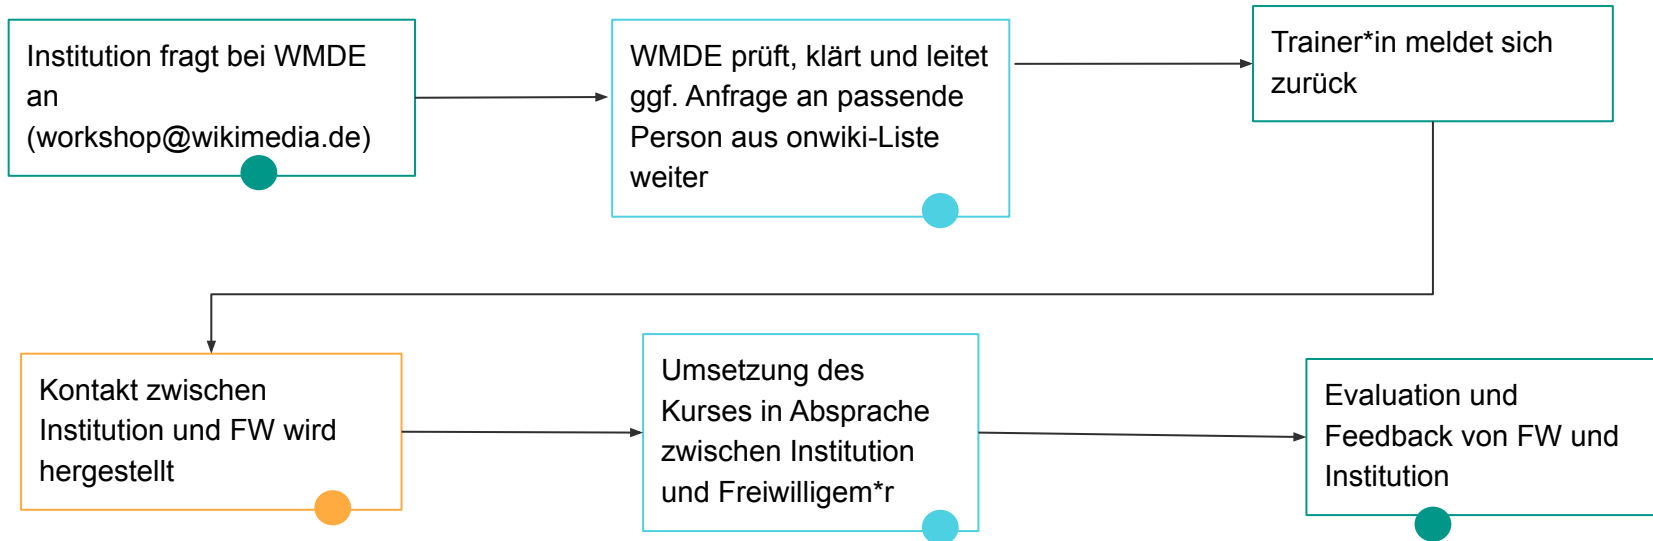 Institution fragt bei WMDE
an
(workshop@wikimedia.de)
WMDE prüft, klärt und leitet
ggf. Anfrage an passende
Person aus onwiki-Liste
weiter
Trainer*in meldet sich
zurück
Kontakt zwischen
Institution und FW wird
hergestellt
Umsetzung des
Kurses in Absprache
zwischen Institution
und Freiwilligem*r
Evaluation und
Feedback von FW und
Institution